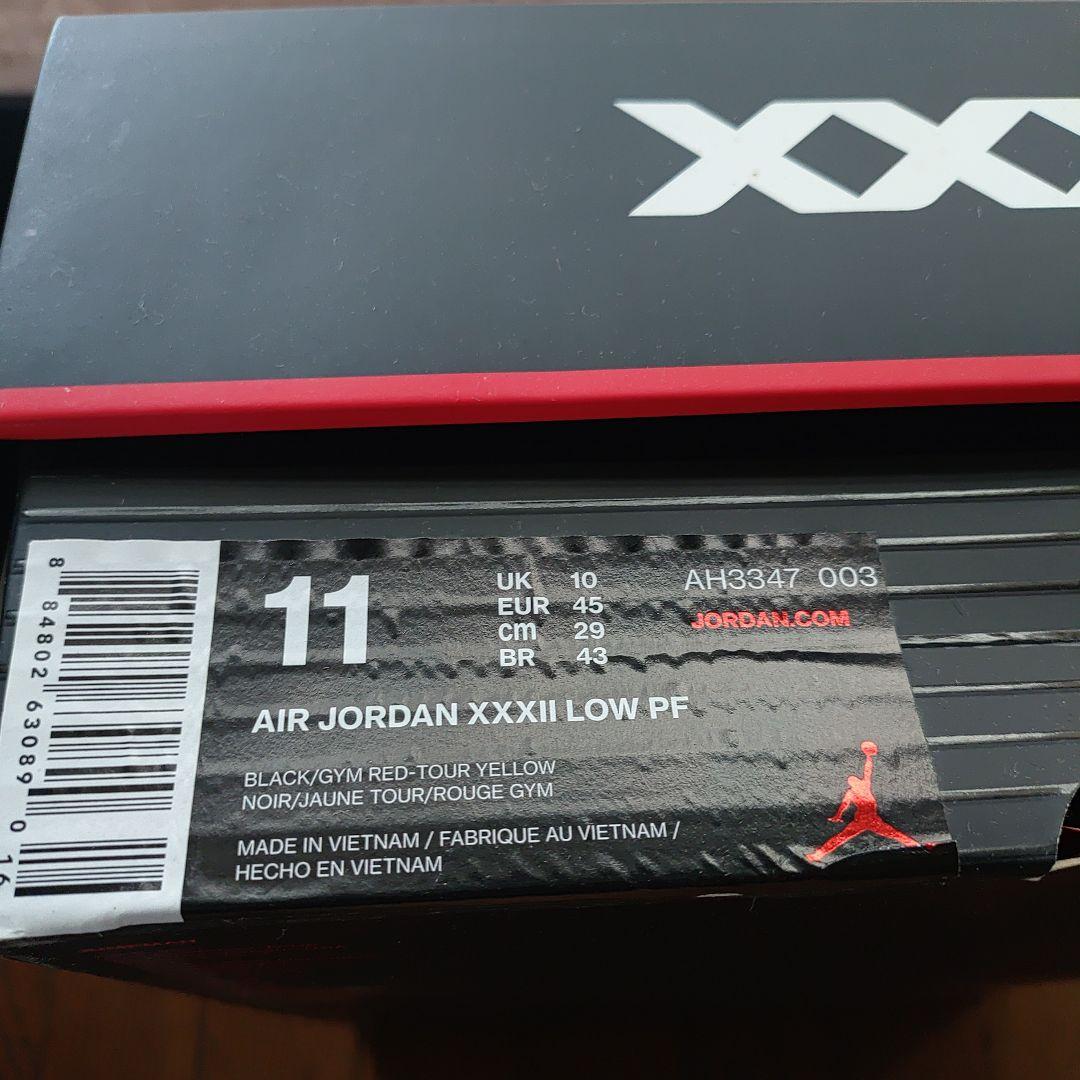 XXX
11
UK 10
EUR 45
cm 29
BR 43
AH3347 003
JORDAN.COM
AIR JORDAN XXXII LOW PF
BLACK/GYM RED-TOUR YELLOW
NOIR/JAUNE TOUR/ROUGE GYM
MADE IN VIETNAM / FABRIQUE AU VIETNAM /
HECHO EN VIETNAM
8 84802 63089 0 16